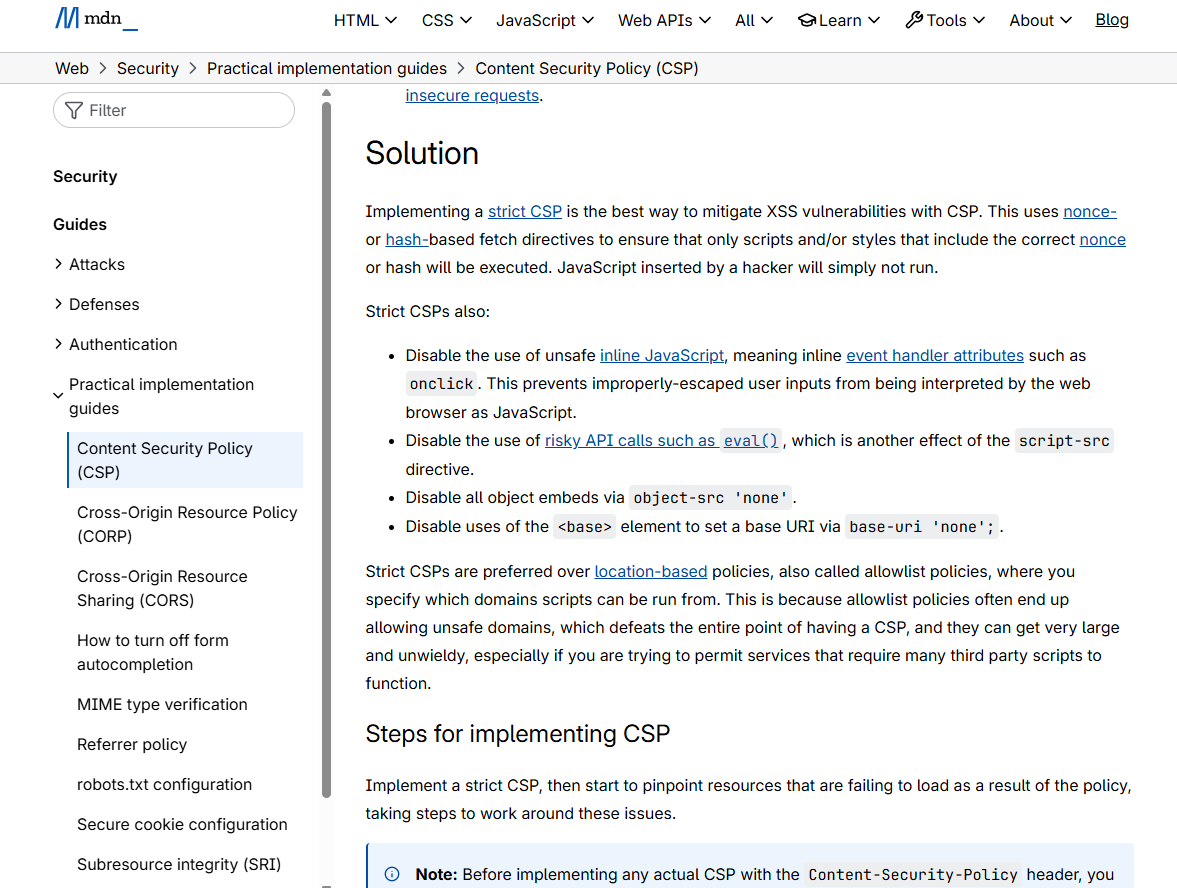 mdn_
HTML CSS JavaScript Web APIs All Learn Tools About Blog
Web > Security > Practical implementation guides > Content Security Policy (CSP)
Filter
Security
Guides
Attacks
Defenses
Authentication
Practical implementation
guides
Content Security Policy
(CSP)
Cross-Origin Resource Policy
(CORP)
Cross-Origin Resource
Sharing (CORS)
How to turn off form
autocompletion
MIME type verification
Referrer policy
robots.txt configuration
Secure cookie configuration
Subresource integrity (SRI)
insecure requests.
Solution
Implementing a strict CSP is the best way to mitigate XSS vulnerabilities with CSP. This uses nonce-
or hash-based fetch directives to ensure that only scripts and/or styles that include the correct nonce
or hash will be executed. JavaScript inserted by a hacker will simply not run.
Strict CSPs also:
• Disable the use of unsafe inline JavaScript, meaning inline event handler attributes such as
onclick. This prevents improperly-escaped user inputs from being interpreted by the web
browser as JavaScript.
• Disable the use of risky API calls such as eval(), which is another effect of the script-src
directive.
• Disable all object embeds via object-src 'none'.
• Disable uses of the <base> element to set a base URI via base-uri 'none';.
Strict CSPs are preferred over location-based policies, also called allowlist policies, where you
specify which domains scripts can be run from. This is because allowlist policies often end up
allowing unsafe domains, which defeats the entire point of having a CSP, and they can get very large
and unwieldy, especially if you are trying to permit services that require many third party scripts to
function.
Steps for implementing CSP
Implement a strict CSP, then start to pinpoint resources that are failing to load as a result of the policy,
taking steps to work around these issues.
Note: Before implementing any actual CSP with the Content-Security-Policy header, you